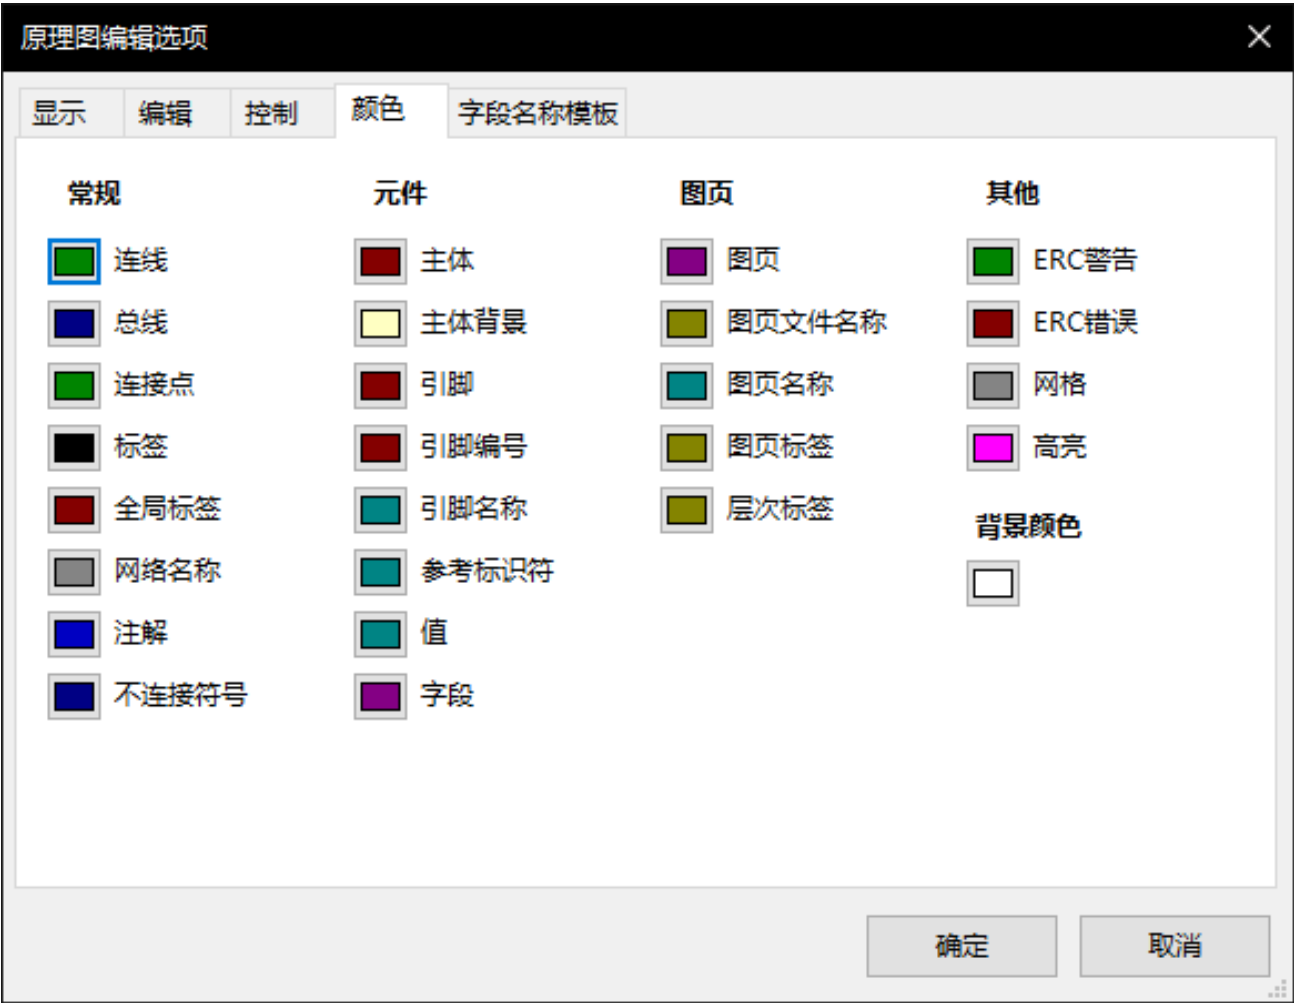 原理图编辑选项
显示 编辑 控制 颜色 字段名称模板
常规
连线
总线
连接点
标签
全局标签
网络名称
注解
不连接符号
元件
主体
主体背景
引脚
引脚编号
引脚名称
参考标识符
值
字段
图页
图页
图页文件名称
图页名称
图页标签
层次标签
其他
ERC警告
ERC错误
网格
高亮
背景颜色
确定 取消